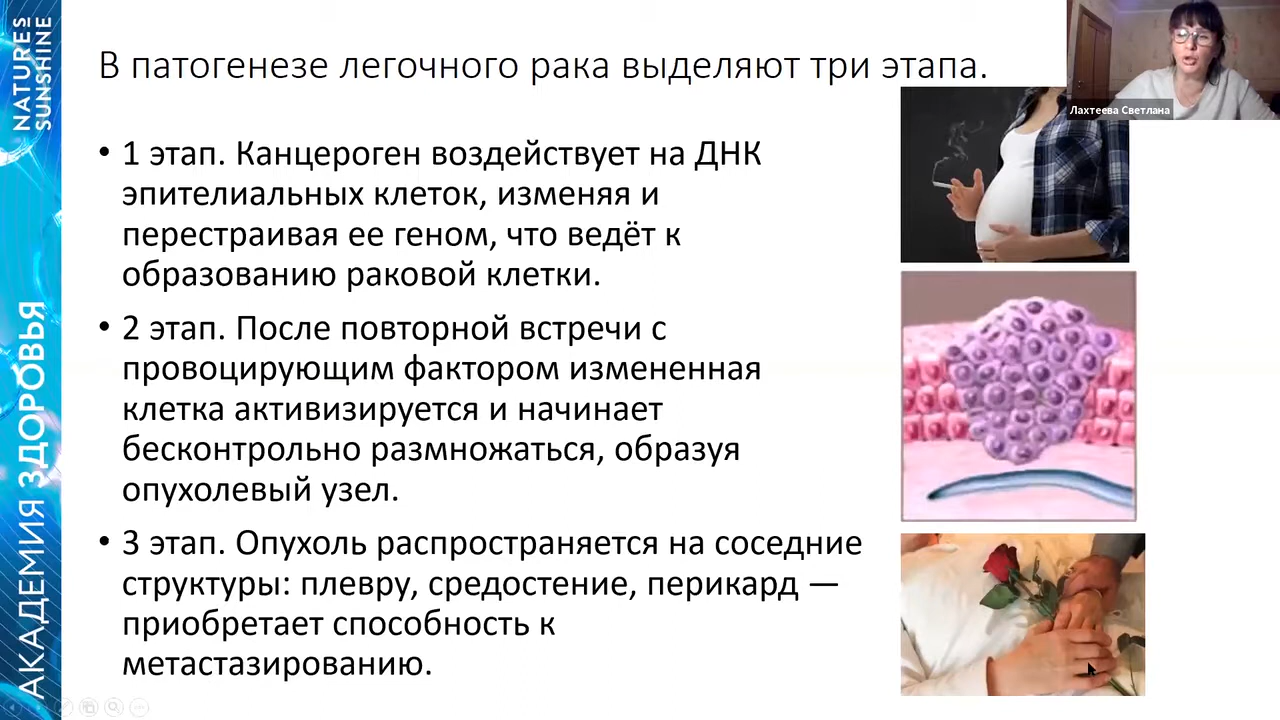 В патогенезе легочного рака выделяют три этапа.
Лахтеева Светлана
• 1 этап. Канцероген воздействует на ДНК
эпителиальных клеток, изменяя и
перестраивая ее геном, что ведёт к
образованию раковой клетки.
• 2 этап. После повторной встречи с
провоцирующим фактором измененная
клетка активизируется и начинает
бесконтрольно размножаться, образуя
опухолевый узел.
• 3 этап. Опухоль распространяется на соседние
структуры: плевру, средостение, перикард —
приобретает способность к
метастазированию.
NATURE'S
SUNSHINE
АКАДЕМИЯ ЗДОРОВЬЯ